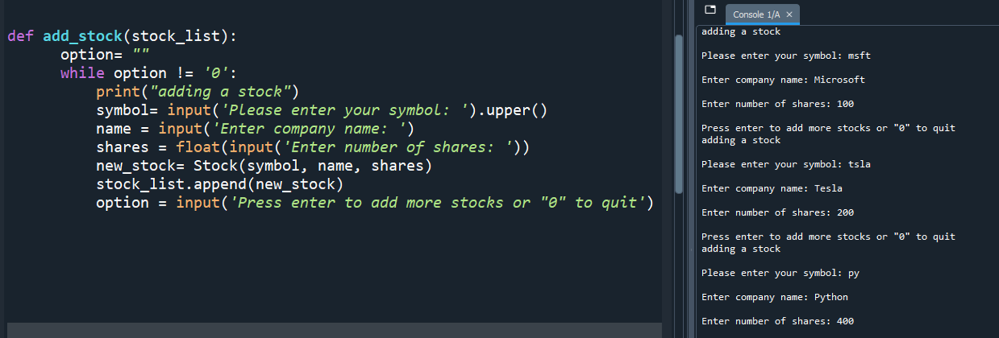 def add_stock(stock_list):
option= ""
while option != '0':
print("adding a stock")
symbol= input('Please enter your symbol: ').upper()
name = input('Enter company name: ')
shares = float(input('Enter number of shares: '))
new_stock= Stock(symbol, name, shares)
stock_list.append(new_stock)
option = input('Press enter to add more stocks or "0" to quit')
Console 1/A ×
adding a stock
Please enter your symbol: msft
Enter company name: Microsoft
Enter number of shares: 100
Press enter to add more stocks or "0" to quit
adding a stock
Please enter your symbol: tsla
Enter company name: Tesla
Enter number of shares: 200
Press enter to add more stocks or "0" to quit
adding a stock
Please enter your symbol: py
Enter company name: Python
Enter number of shares: 400